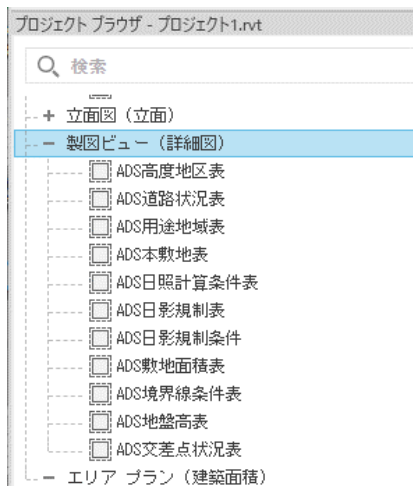 プロジェクト ブラウザ - プロジェクト1.rvt
検索
立面図 (立面)
製図ビュー (詳細図)
ADS高度地区表
ADS道路状況表
ADS用途地域表
ADS本敷地表
ADS日照計算条件表
ADS日影規制表
ADS日影規制条件
ADS敷地面積表
ADS境界線条件表
ADS地盤高表
ADS交差点状況表
エリア プラン (建築面積)